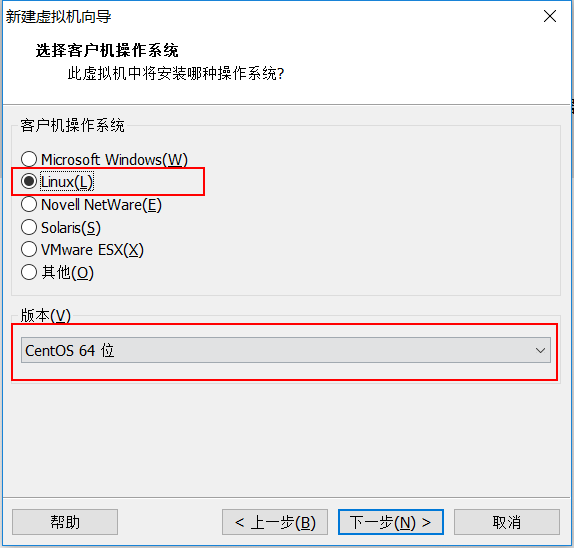 新建虚拟机向导
选择客户机操作系统
此虚拟机中将安装哪种操作系统?
客户机操作系统
Microsoft Windows(W)
Linux(L)
Novell NetWare(E)
Solaris(S)
VMware ESX(X)
其他(O)
版本(V)
CentOS 64 位
帮助
< 上一步(B)
下一步(N) >
取消